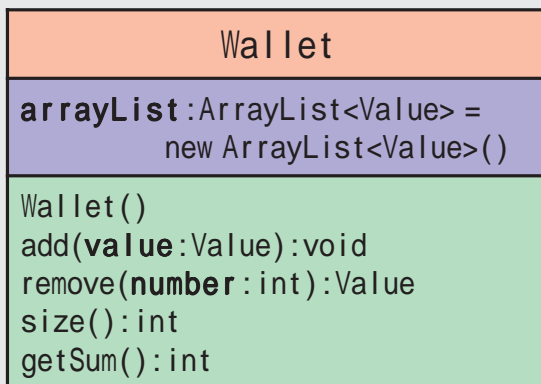 Wallet
arrayList:ArrayList<Value> =
new ArrayList<Value>()
Wallet()
add(value:Value):void
remove(number:int):Value
size():int
getSum():int